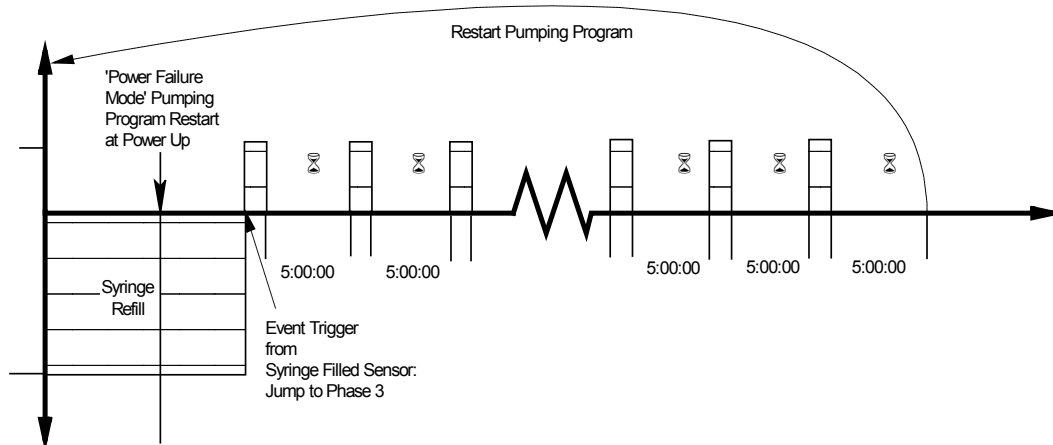 Restart Pumping Program
'Power Failure
Mode' Pumping
Program Restart
at Power Up
5:00:00
5:00:00
5:00:00
5:00:00
5:00:00
Syringe
Refill
Event Trigger
from
Syringe Filled Sensor:
Jump to Phase 3